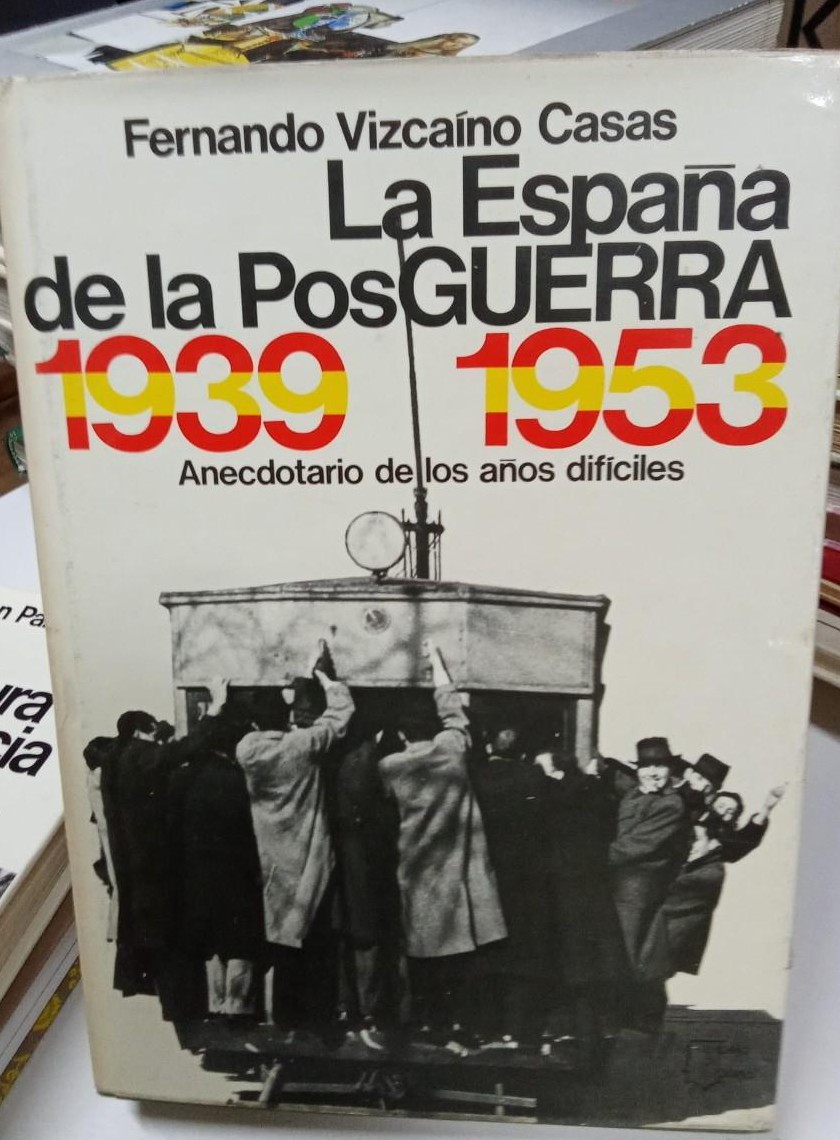 Fernando Vizcaíno Casas
La España
de la PosGUERRA
1939 1953
Anecdotario de los años difíciles